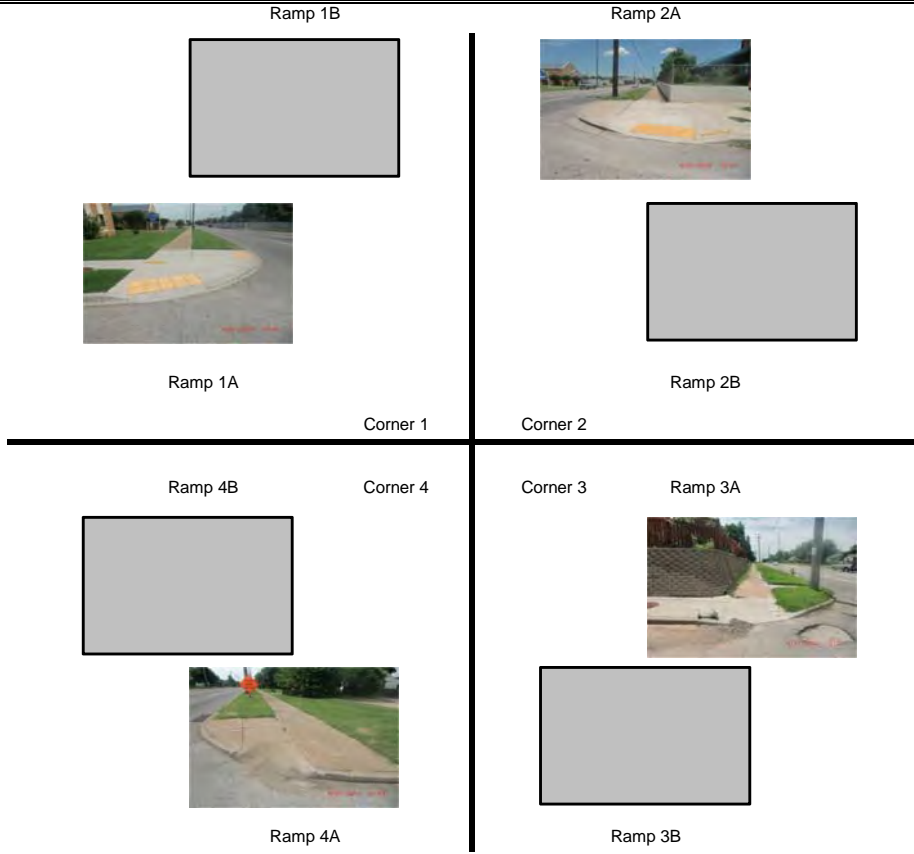 Ramp 1B
Ramp 2A
Ramp 1A
Ramp 2B
Corner 1
Corner 2
Ramp 4B
Corner 4
Corner 3
Ramp 3A
Ramp 4A
Ramp 3B